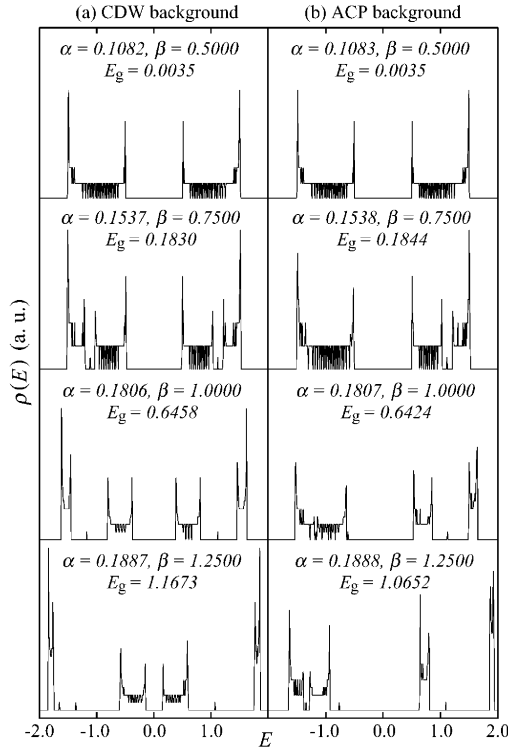 (a) CDW background (b) ACP background
α = 0.1082, β = 0.5000
E_g = 0.0035
α = 0.1083, β = 0.5000
E_g = 0.0035
α = 0.1537, β = 0.7500
E_g = 0.1830
α = 0.1538, β = 0.7500
E_g = 0.1844
ρ(E) (a. u.)
α = 0.1806, β = 1.0000
E_g = 0.6458
α = 0.1807, β = 1.0000
E_g = 0.6424
α = 0.1887, β = 1.2500
E_g = 1.1673
α = 0.1888, β = 1.2500
E_g = 1.0652
-2.0 -1.0 0.0 1.0 -1.0 0.0 1.0 2.0
E